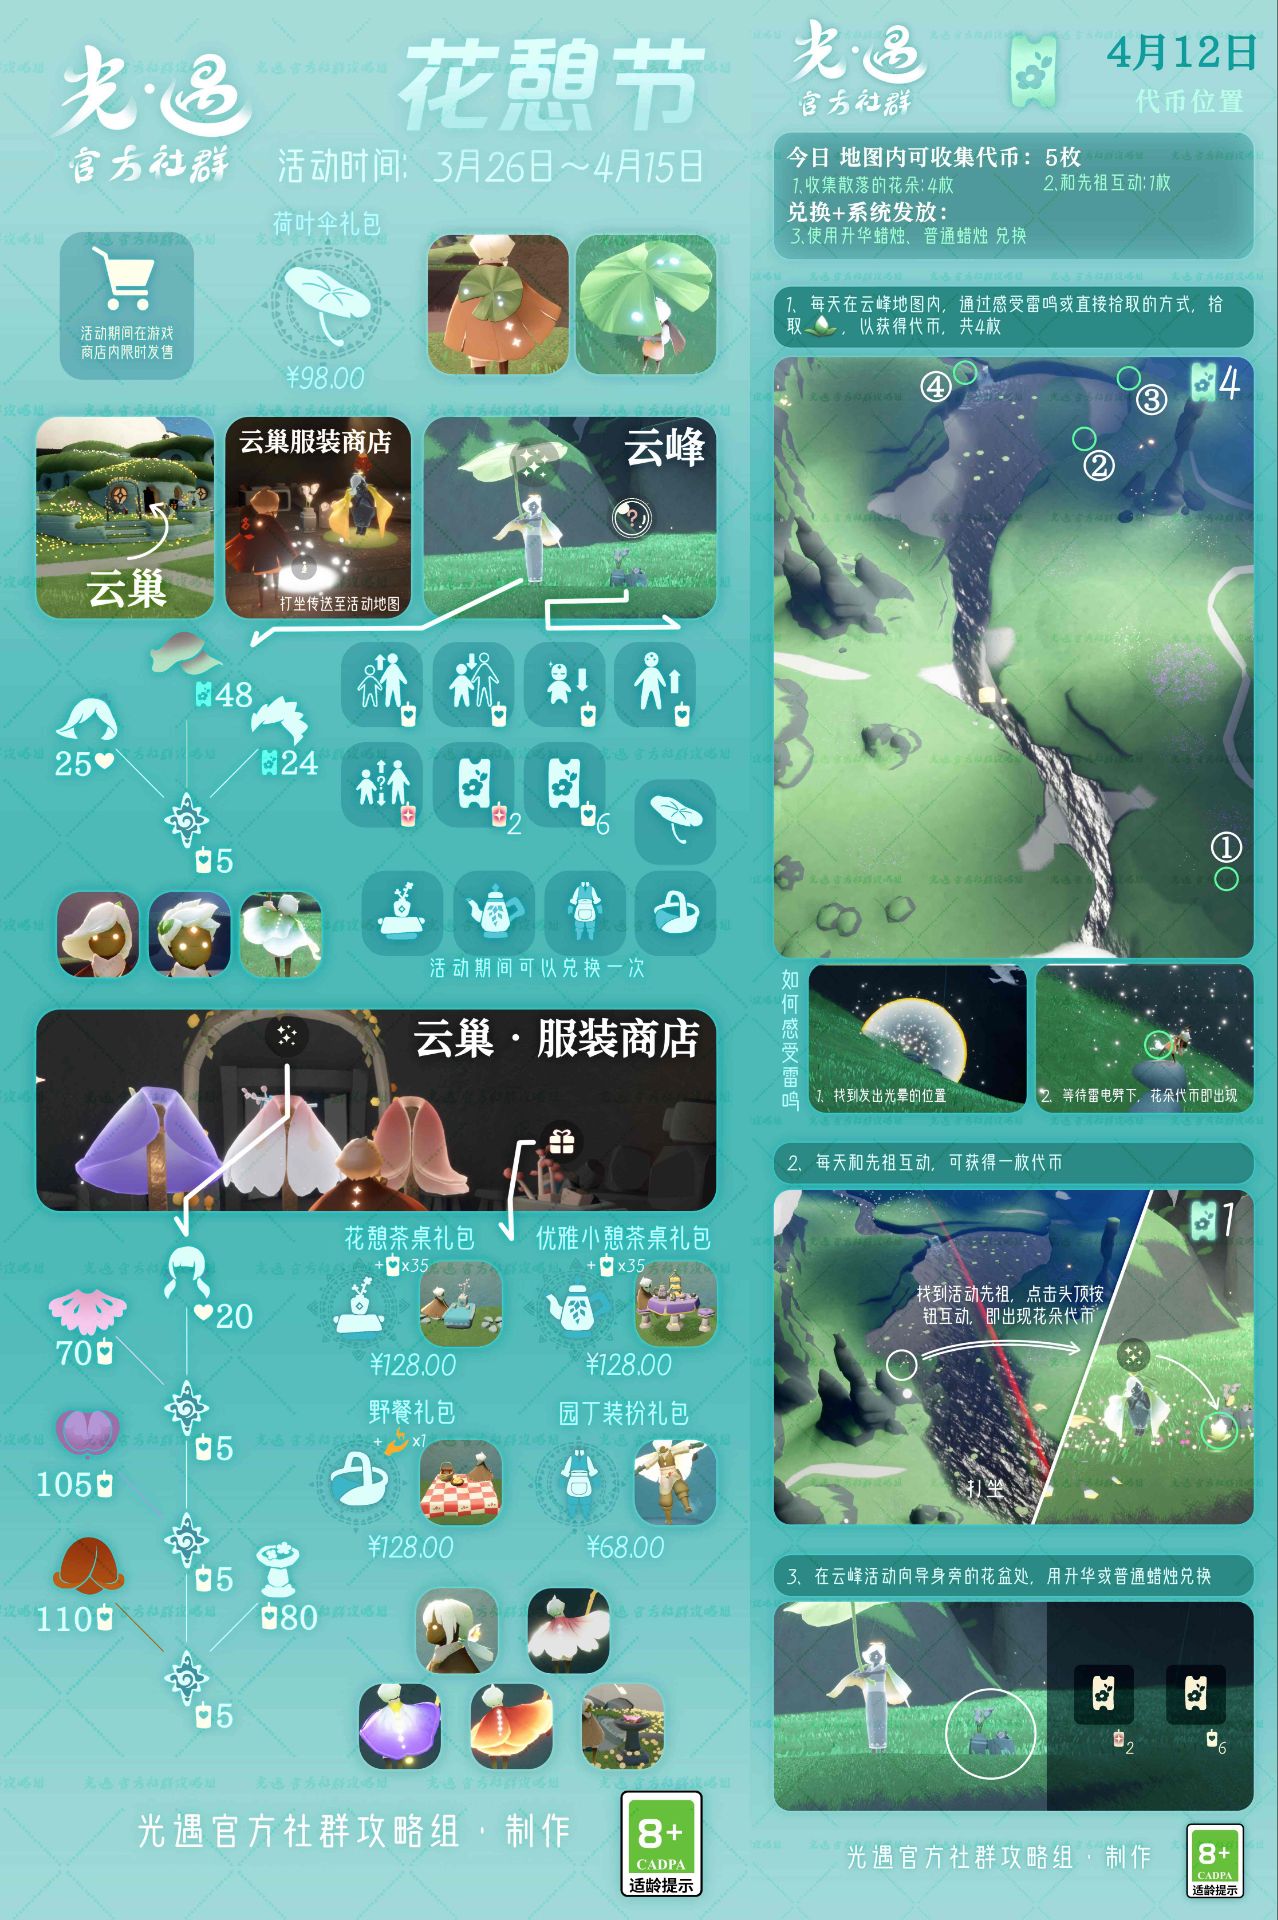 光·遇
官方社群
花憩节
活动时间：3月26日～4月15日
荷叶伞礼包
活动期间在游戏
商店内限时发售
¥98.00
云巢
云巢服装商店
打坐传送至活动地图
云峰
?
48
25
24
5
?
2
6
活动期间可以兑换一次
云巢·服装商店
20
70
5
105
5
110
80
5
花憩茶桌礼包
+ x35
¥128.00
优雅小憩茶桌礼包
+ x35
¥128.00
野餐礼包
+ x1
¥128.00
园丁装扮礼包
¥68.00
光遇官方社群攻略组·制作
8+
CADPA
适龄提示
光·遇
官方社群
4月12日
代币位置
今日 地图内可收集代币：5枚
1、收集散落的花朵：4枚
2、和先祖互动：1枚
兑换+系统发放：
3、使用升华蜡烛、普通蜡烛 兑换
1、每天在云峰地图内，通过感受雷鸣或直接拾取的方式，拾
取 ，以获得代币，共4枚
4
④
③
②
①
如何感受雷鸣
1、找到发出光晕的位置
2、等待雷电劈下，花朵代币即出现
2、每天和先祖互动，可获得一枚代币
1
找到活动先祖，点击头顶按
钮互动，即出现花朵代币
打坐
3、在云峰活动向导身旁的花盆处，用升华或普通蜡烛兑换
2
6
光遇官方社群攻略组·制作
8+
CADPA
适龄提示